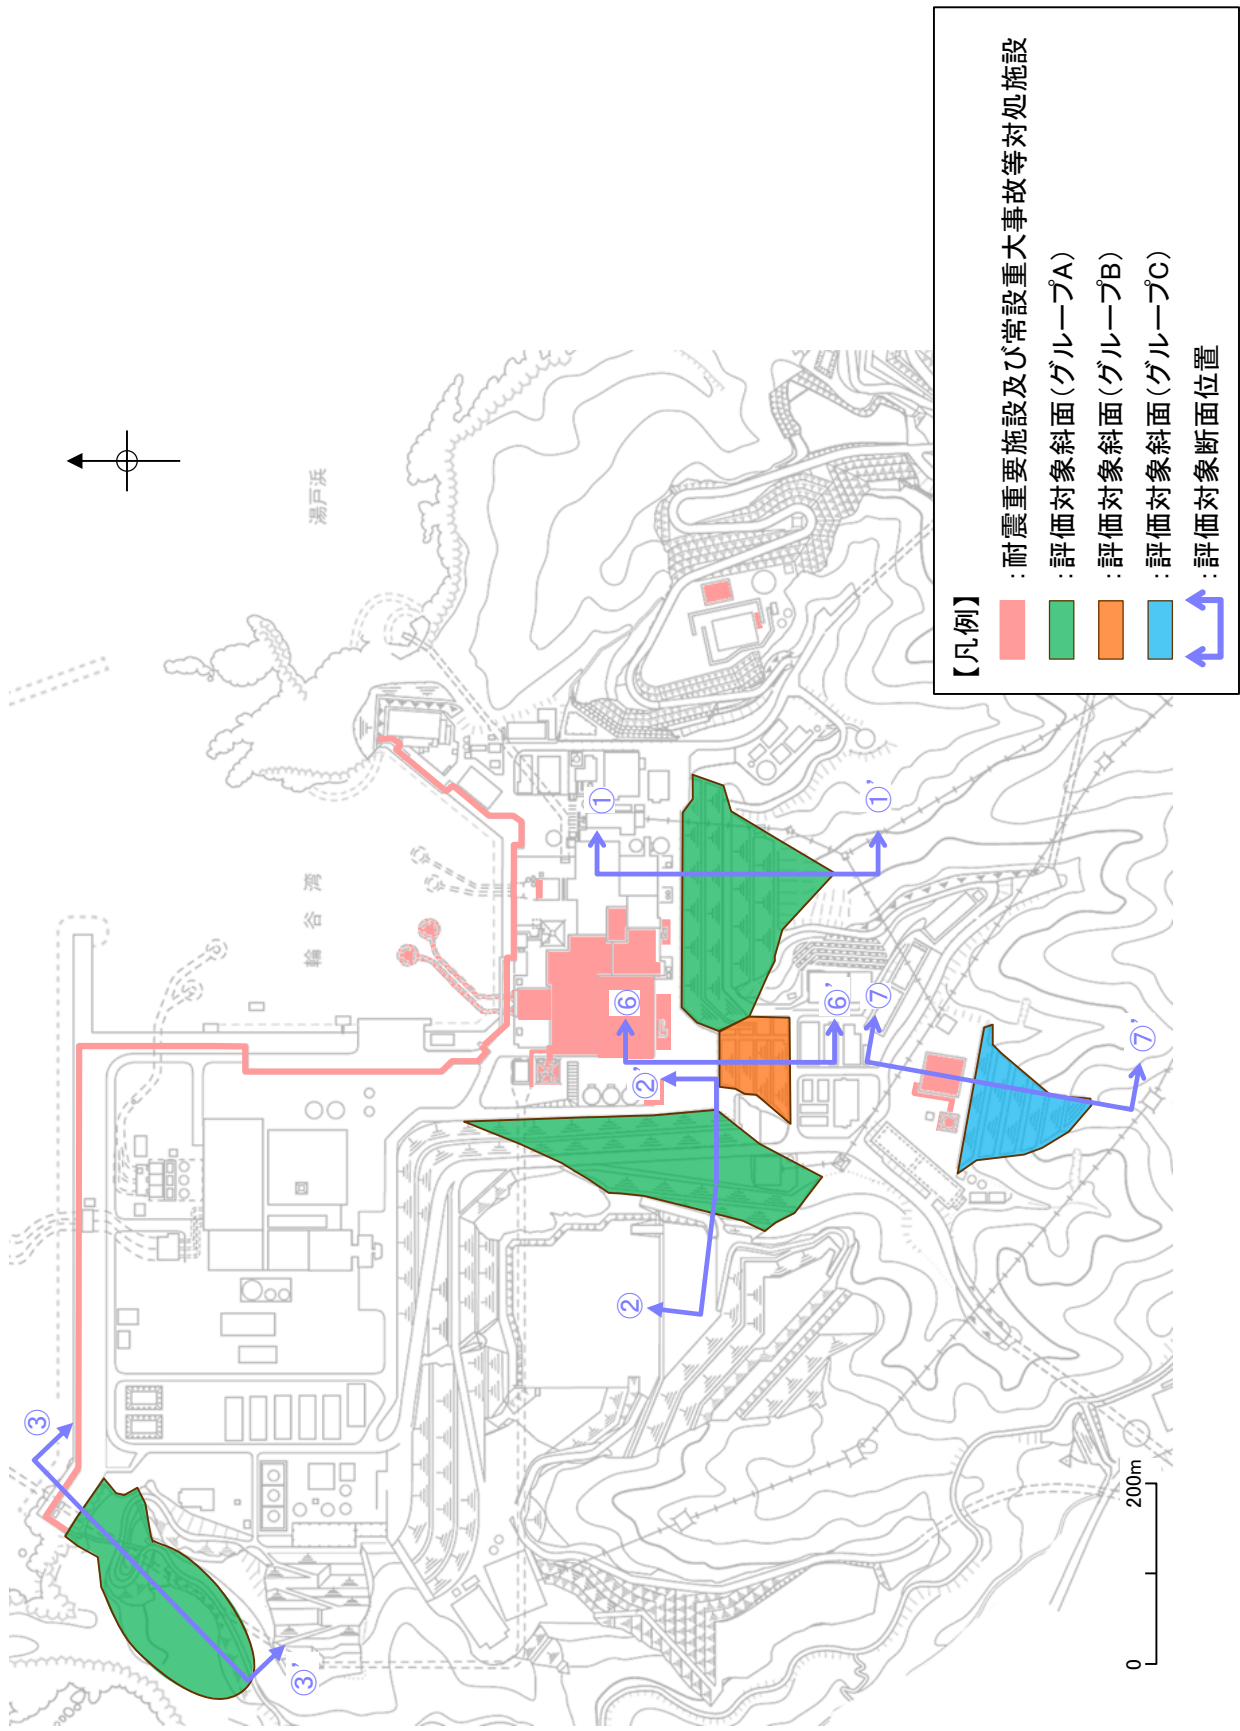 【凡例】
：耐震重要施設及び常設重大事故等対処施設
：評価対象斜面（グループA）
：評価対象斜面（グループB）
：評価対象斜面（グループC）
：評価対象断面位置
湯戸浜
輪谷湾
①
①’
②
②’
③
③’
⑥
⑥’
⑦
⑦’
0
200m